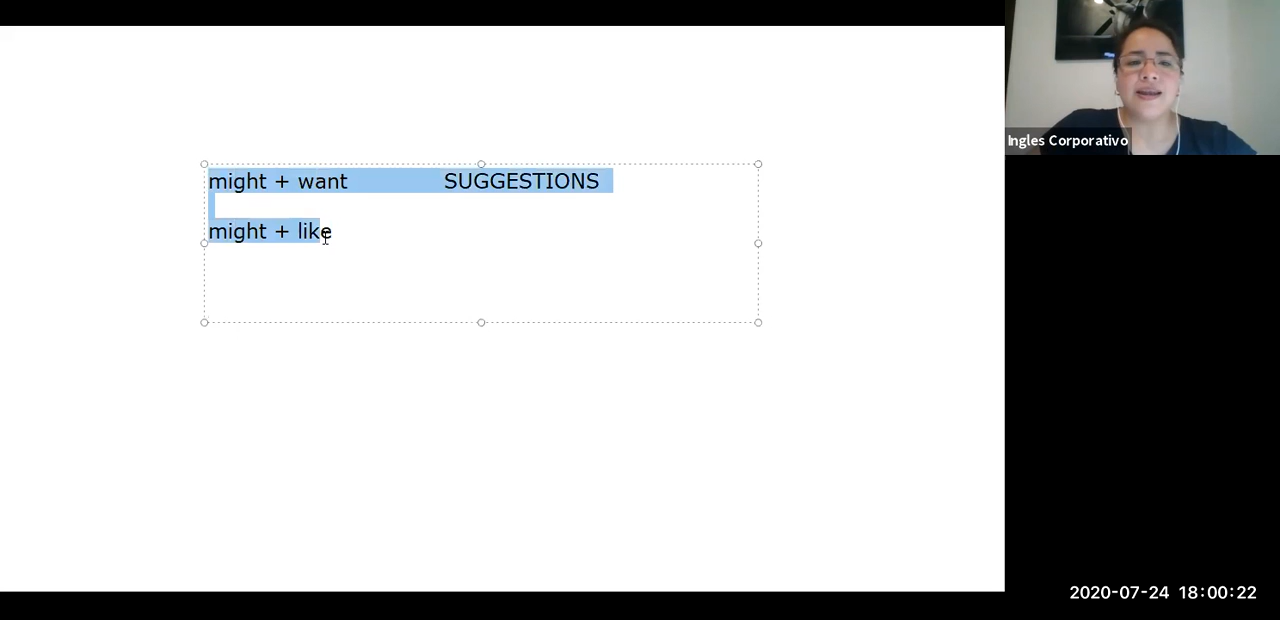 Ingles Corporativo
might + want SUGGESTIONS
might + like
2020-07-24 18:00:22